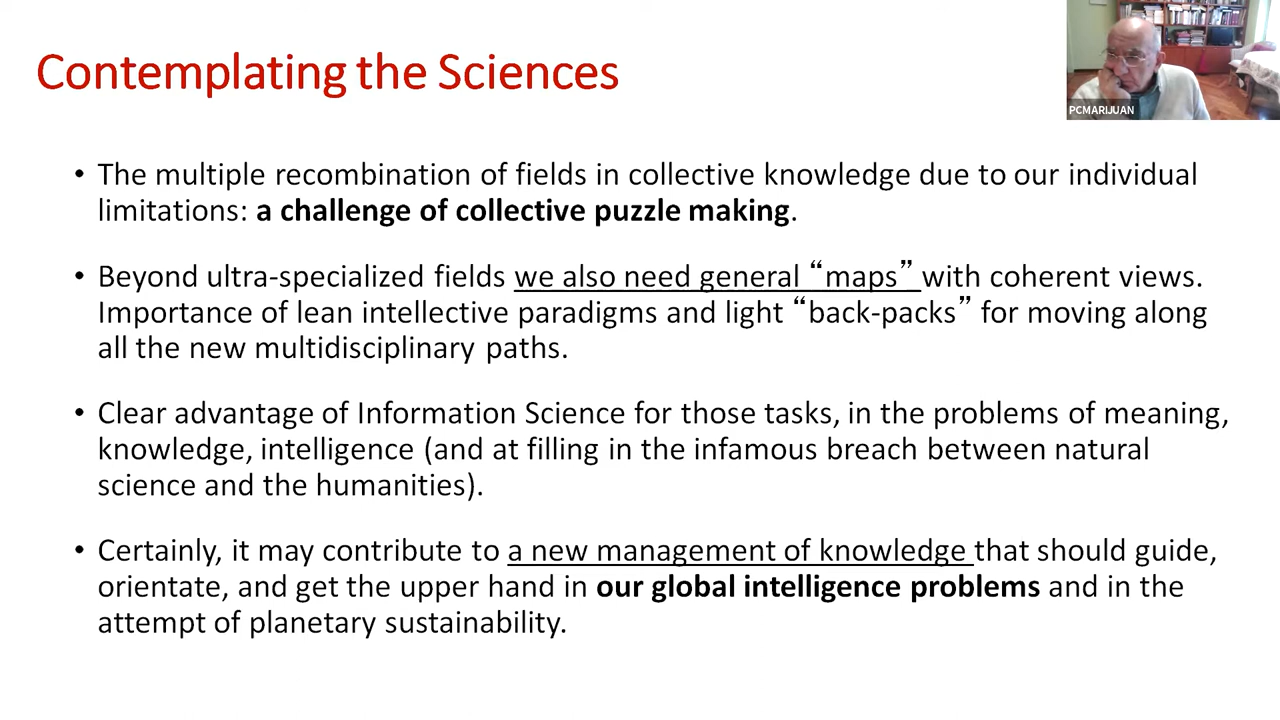 Contemplating the Sciences
PCMARIJUAN
• The multiple recombination of fields in collective knowledge due to our individual
limitations: a challenge of collective puzzle making.
• Beyond ultra-specialized fields we also need general “maps” with coherent views.
Importance of lean intellective paradigms and light “back-packs” for moving along
all the new multidisciplinary paths.
• Clear advantage of Information Science for those tasks, in the problems of meaning,
knowledge, intelligence (and at filling in the infamous breach between natural
science and the humanities).
• Certainly, it may contribute to a new management of knowledge that should guide,
orientate, and get the upper hand in our global intelligence problems and in the
attempt of planetary sustainability.